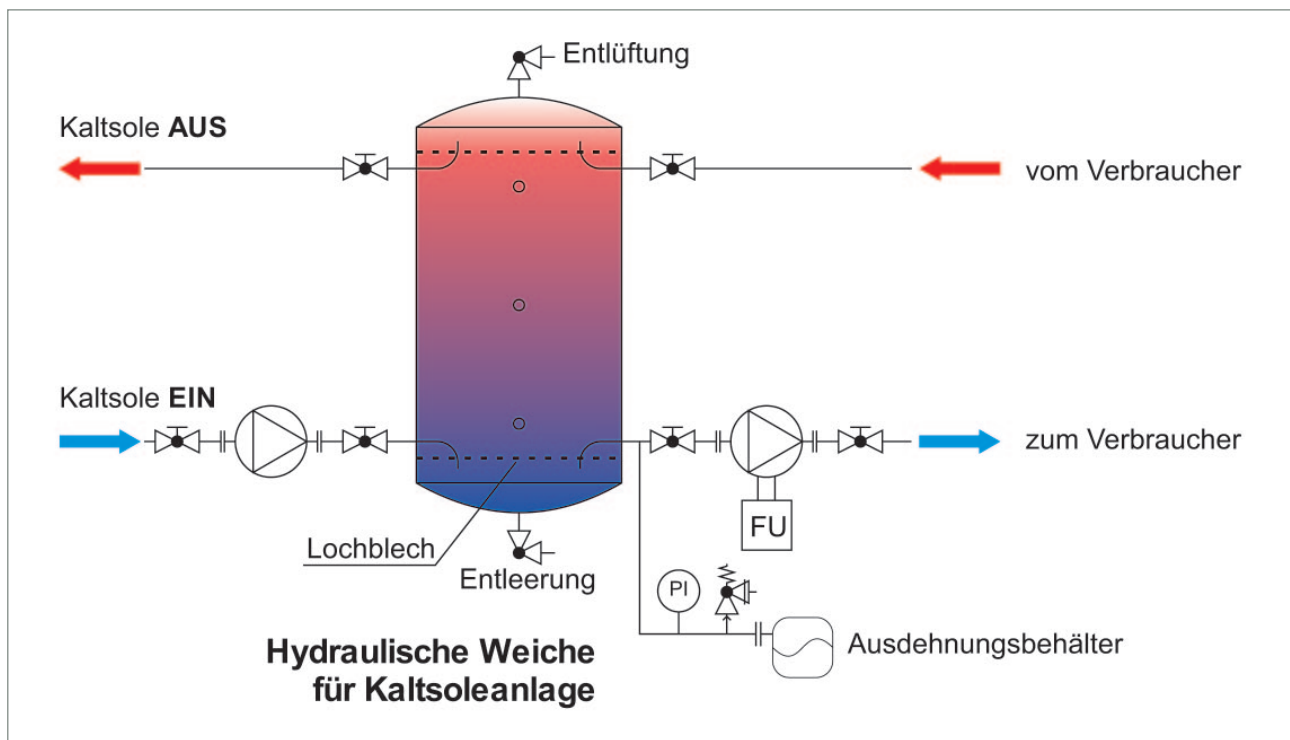 Entlüftung
Kaltsole AUS
vom Verbraucher
Kaltsole EIN
zum Verbraucher
FU
Lochblech
Entleerung
PI
Ausdehnungsbehälter
Hydraulische Weiche
für Kaltsoleanlage